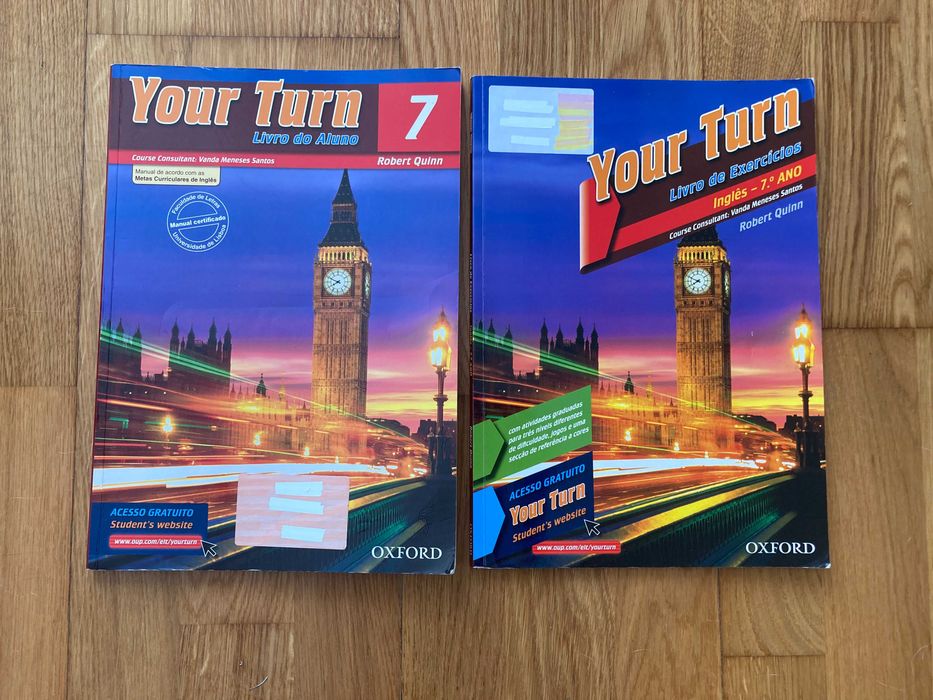 Your Turn
7
Livro do Aluno
Course Consultant: Vanda Meneses Santos
Robert Quinn
Manual de acordo com as
Metas Curriculares de Inglês
Faculdade de Letras
Manual certificado
Universidade de Lisboa
ACESSO GRATUITO
Student's website
www.oup.com/elt/yourturn
OXFORD
Your Turn
Livro de Exercícios
Inglês – 7.º ANO
Course Consultant: Vanda Meneses Santos
Robert Quinn
com atividades graduadas
para três níveis diferentes
de dificuldade, jogos e uma
secção de referência a cores
ACESSO GRATUITO
Your Turn
Student's website
www.oup.com/elt/yourturn
OXFORD